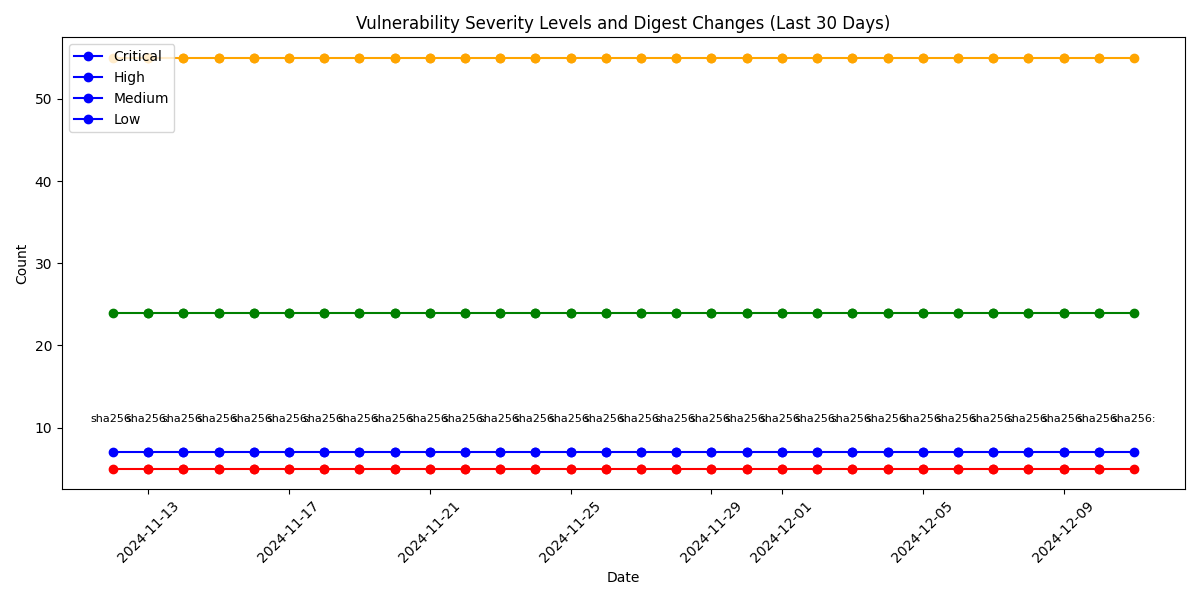 Vulnerability Severity Levels and Digest Changes (Last 30 Days)
Critical
High
Medium
Low
50
40
30
20
10
Count
sha256: sha256: sha256: sha256: sha256: sha256: sha256: sha256: sha256: sha256: sha256: sha256: sha256: sha256: sha256: sha256: sha256: sha256: sha256: sha256: sha256: sha256: sha256: sha256: sha256: sha256: sha256: sha256: sha256: sha256:
2024-11-13
2024-11-17
2024-11-21
2024-11-25
2024-11-29
2024-12-01
2024-12-05
2024-12-09
Date